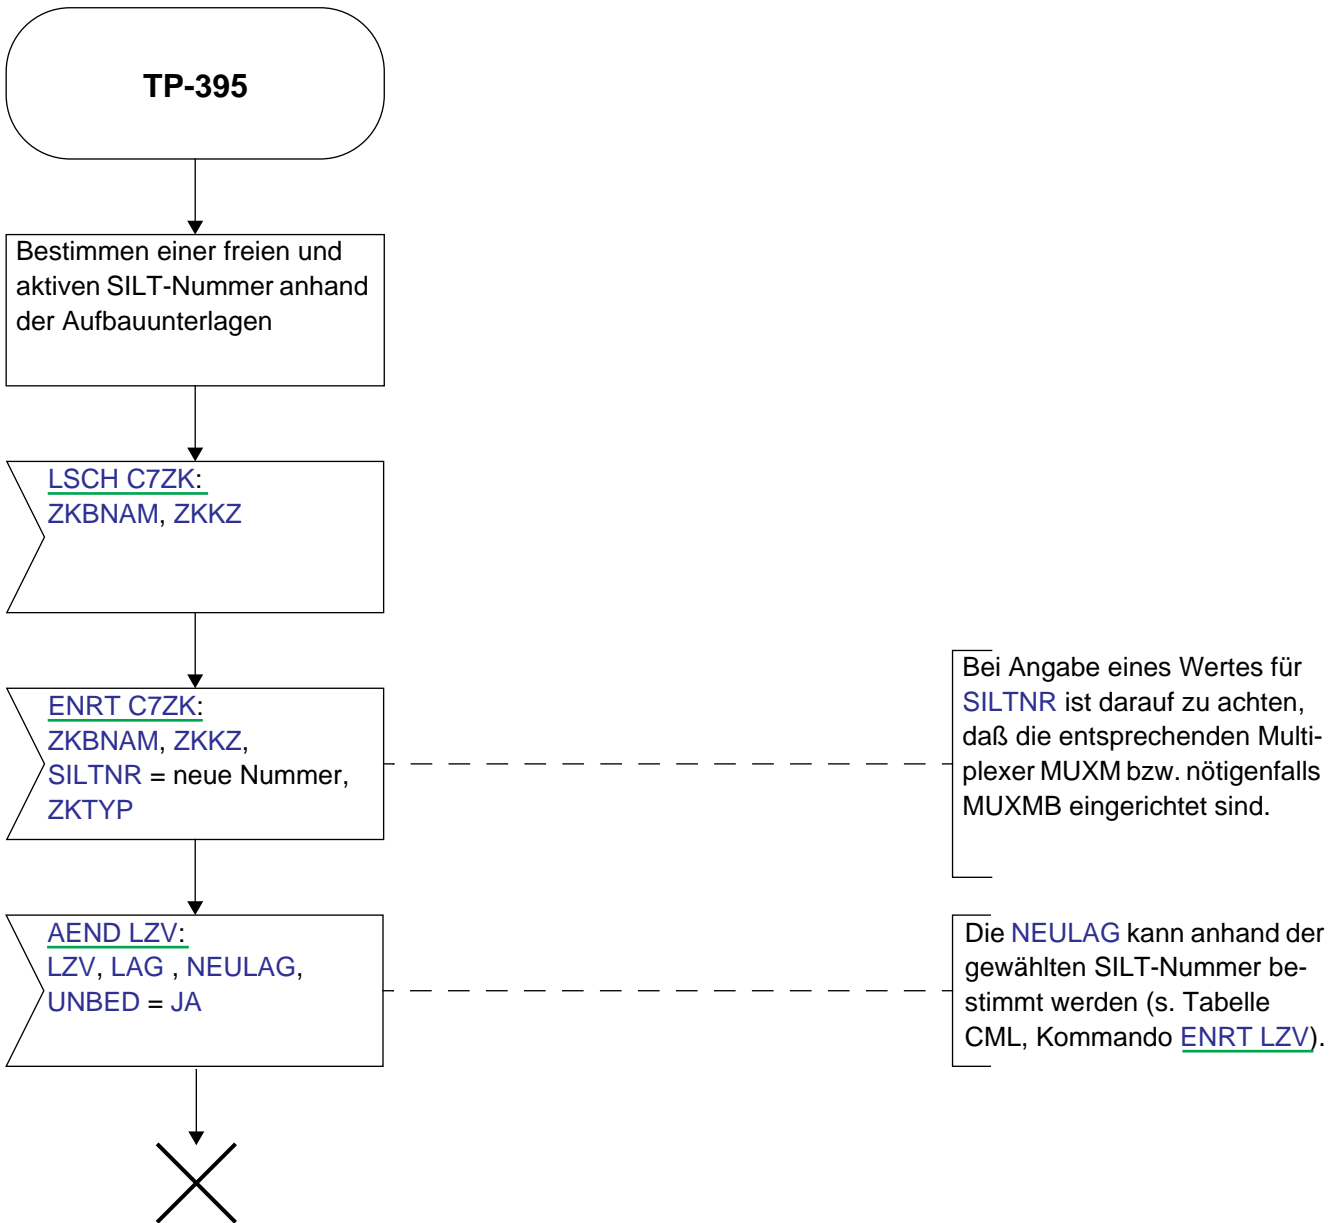 TP-395
Bestimmen einer freien und
aktiven SILT-Nummer anhand
der Aufbauunterlagen
LSCH C7ZK:
ZKBNAM, ZKKZ
ENRT C7ZK:
ZKBNAM, ZKKZ,
SILTNR = neue Nummer,
ZKTYP
Bei Angabe eines Wertes für
SILTNR ist darauf zu achten,
daß die entsprechenden Multi-
plexer MUXM bzw. nötigenfalls
MUXMB eingerichtet sind.
AEND LZV:
LZV, LAG , NEULAG,
UNBED = JA
Die NEULAG kann anhand der
gewählten SILT-Nummer be-
stimmt werden (s. Tabelle
CML, Kommando ENRT LZV).